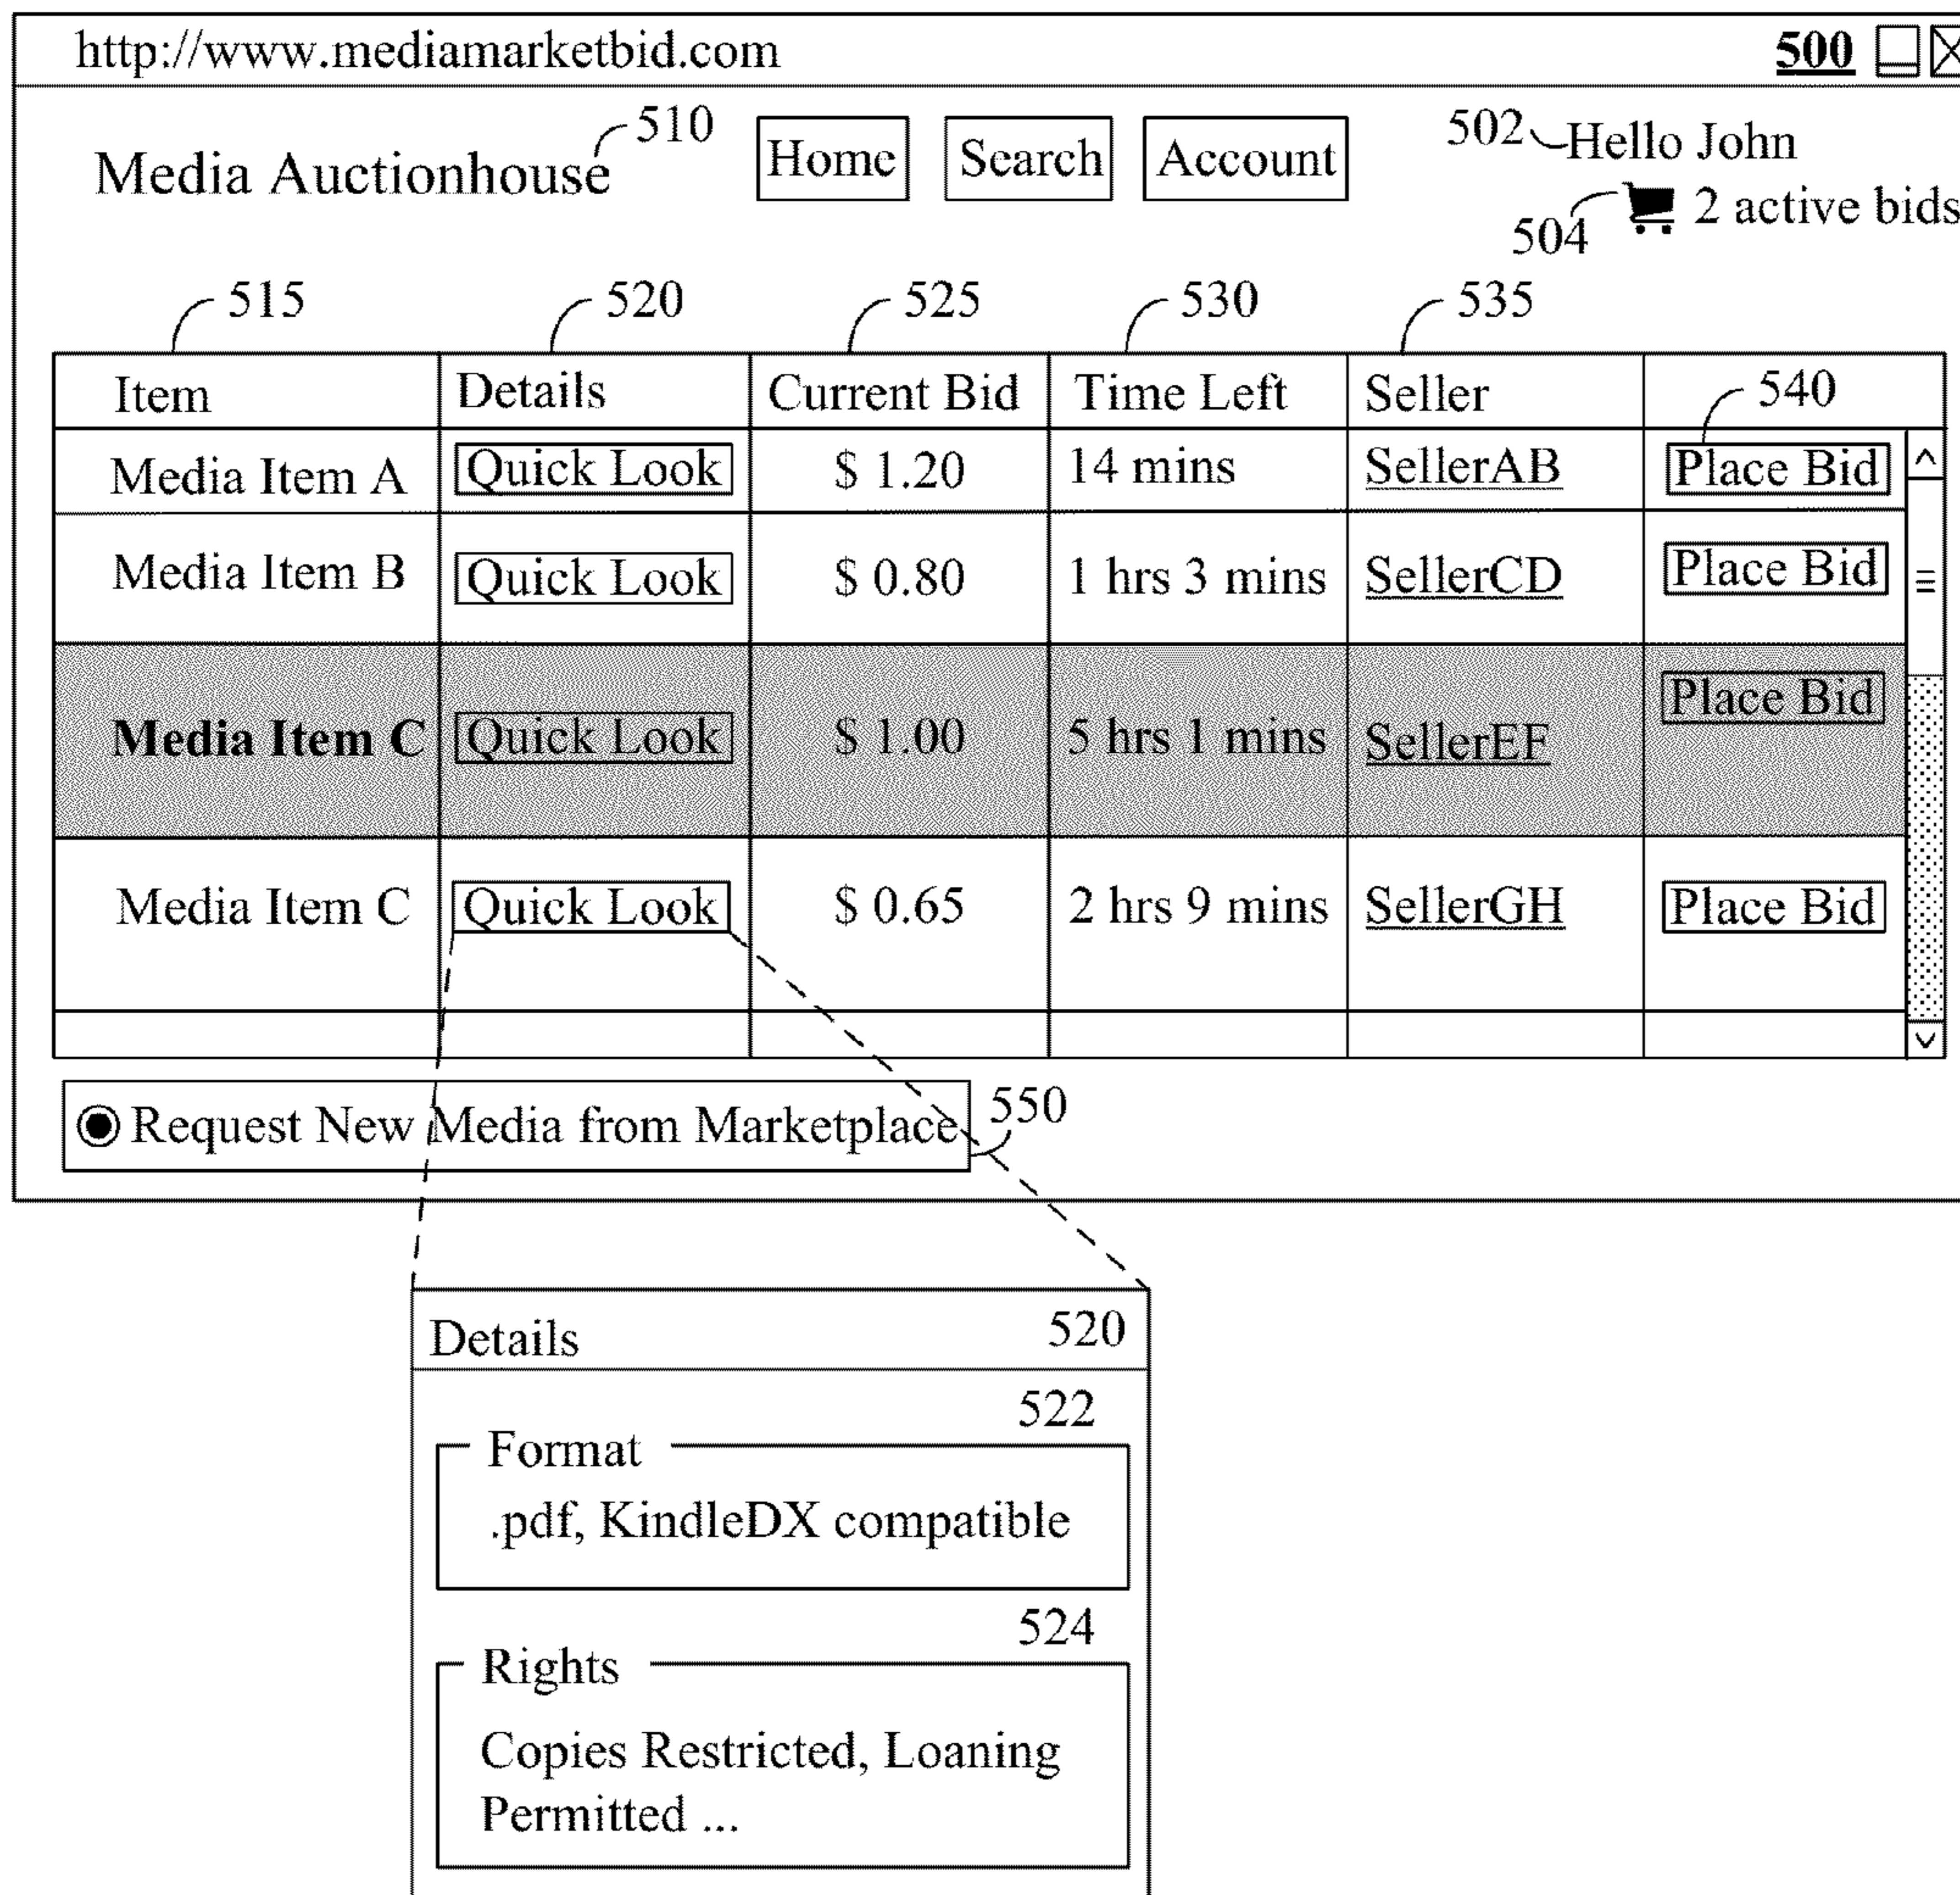 http://www.mediamarketbid.com 500
Media Auctionhouse 510 Home Search Account 502 Hello John
504 2 active bids
515 520 525 530 535
Item Details Current Bid Time Left Seller 540
Media Item A Quick Look $ 1.20 14 mins SellerAB Place Bid
Media Item B Quick Look $ 0.80 1 hrs 3 mins SellerCD Place Bid
Media Item C Quick Look $ 1.00 5 hrs 1 mins SellerEF Place Bid
Media Item C Quick Look $ 0.65 2 hrs 9 mins SellerGH Place Bid
Request New Media from Marketplace 550
Details 520
522
Format
.pdf, KindleDX compatible
524
Rights
Copies Restricted, Loaning
Permitted ...